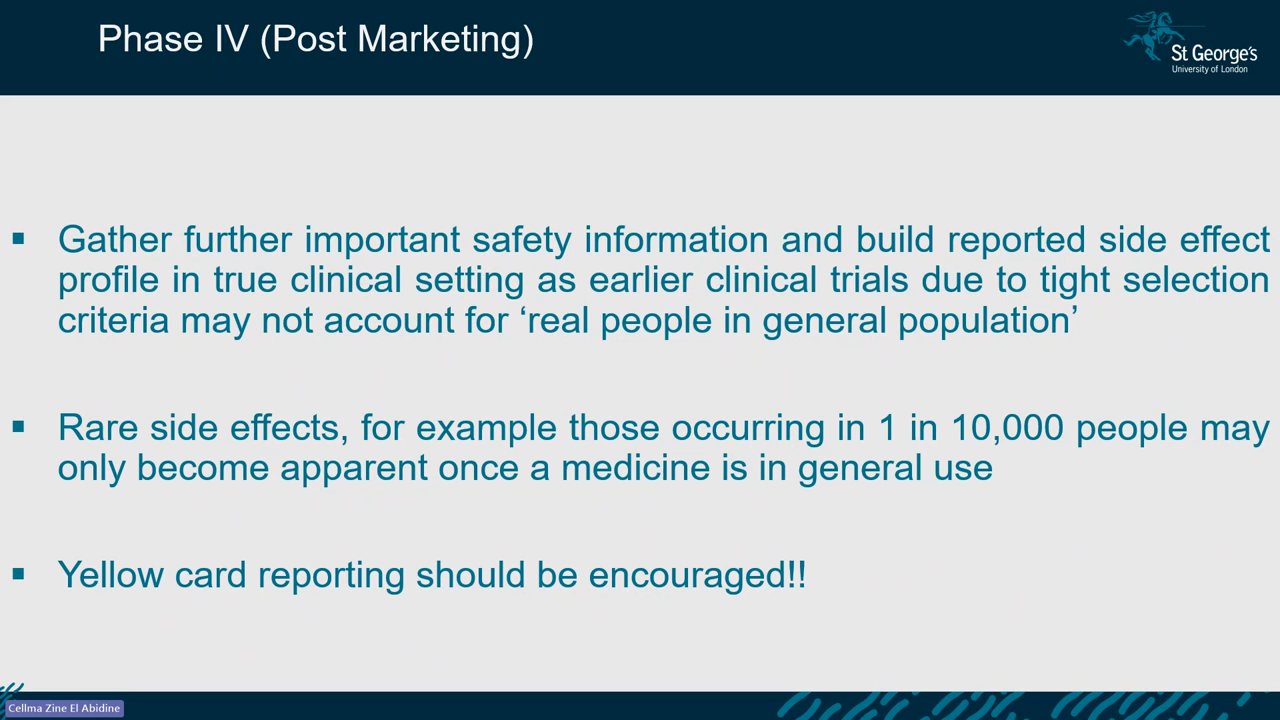 Phase IV (Post Marketing)
St George's
University of London
▪ Gather further important safety information and build reported side effect
profile in true clinical setting as earlier clinical trials due to tight selection
criteria may not account for ‘real people in general population’
▪ Rare side effects, for example those occurring in 1 in 10,000 people may
only become apparent once a medicine is in general use
▪ Yellow card reporting should be encouraged!!
Cellma Zine El Abidine